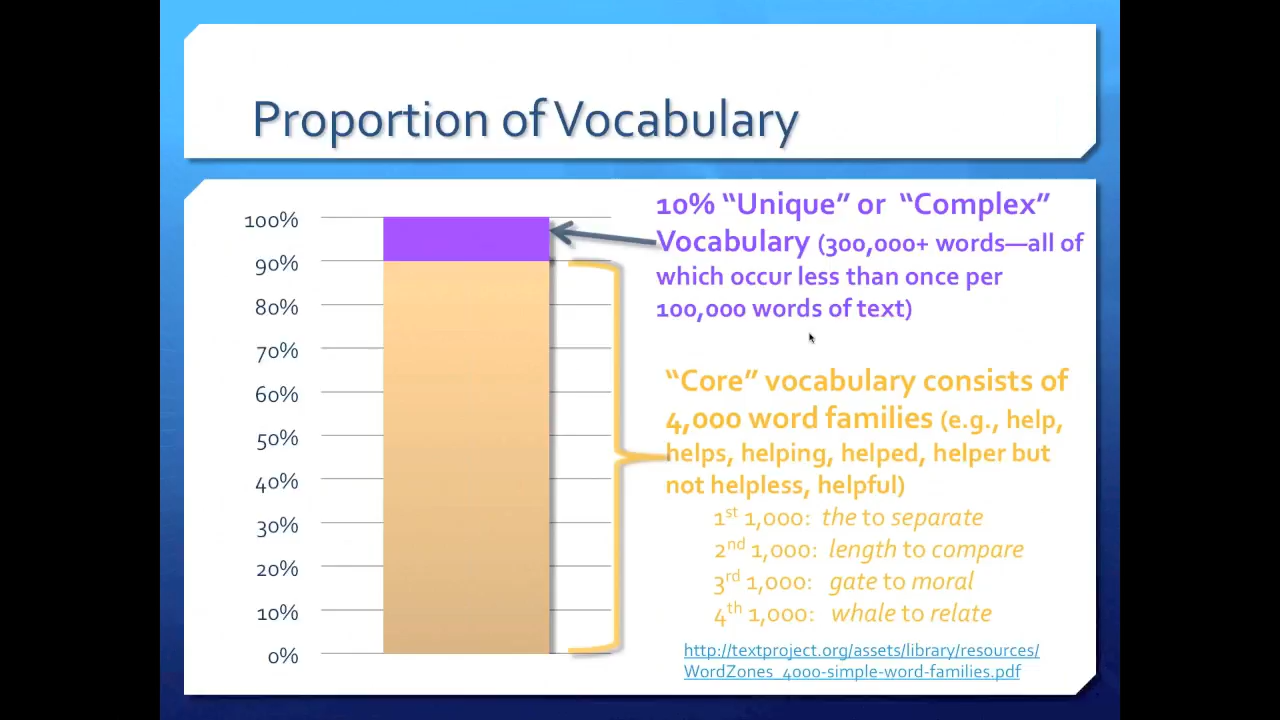 Proportion of Vocabulary
100%
90%
80%
70%
60%
50%
40%
30%
20%
10%
0%
10% “Unique” or “Complex”
Vocabulary (300,000+ words—all of
which occur less than once per
100,000 words of text)
“Core” vocabulary consists of
4,000 word families (e.g., help,
helps, helping, helped, helper but
not helpless, helpful)
1st 1,000: the to separate
2nd 1,000: length to compare
3rd 1,000: gate to moral
4th 1,000: whale to relate
http://textproject.org/assets/library/resources/
WordZones_4000-simple-word-families.pdf